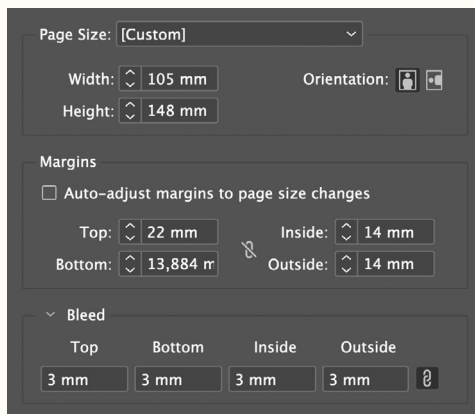 Page Size: [Custom]
Width: 105 mm Orientation:
Height: 148 mm
Margins
Auto-adjust margins to page size changes
Top: 22 mm Inside: 14 mm
Bottom: 13,884 m Outside: 14 mm
Bleed
Top Bottom Inside Outside
3 mm 3 mm 3 mm 3 mm